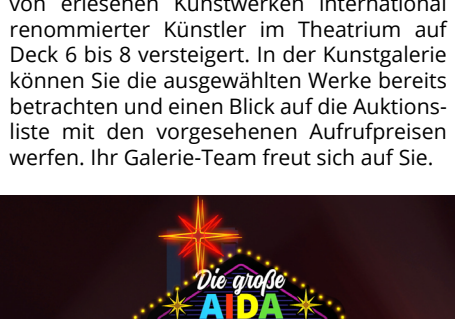 von erlesenen Kunstwerken international
renommierter Künstler im Theatrium auf
Deck 6 bis 8 versteigert. In der Kunstgalerie
können Sie die ausgewählten Werke bereits
betrachten und einen Blick auf die Auktions-
liste mit den vorgesehenen Aufrufpreisen
werfen. Ihr Galerie-Team freut sich auf Sie.
Die große
AIDA